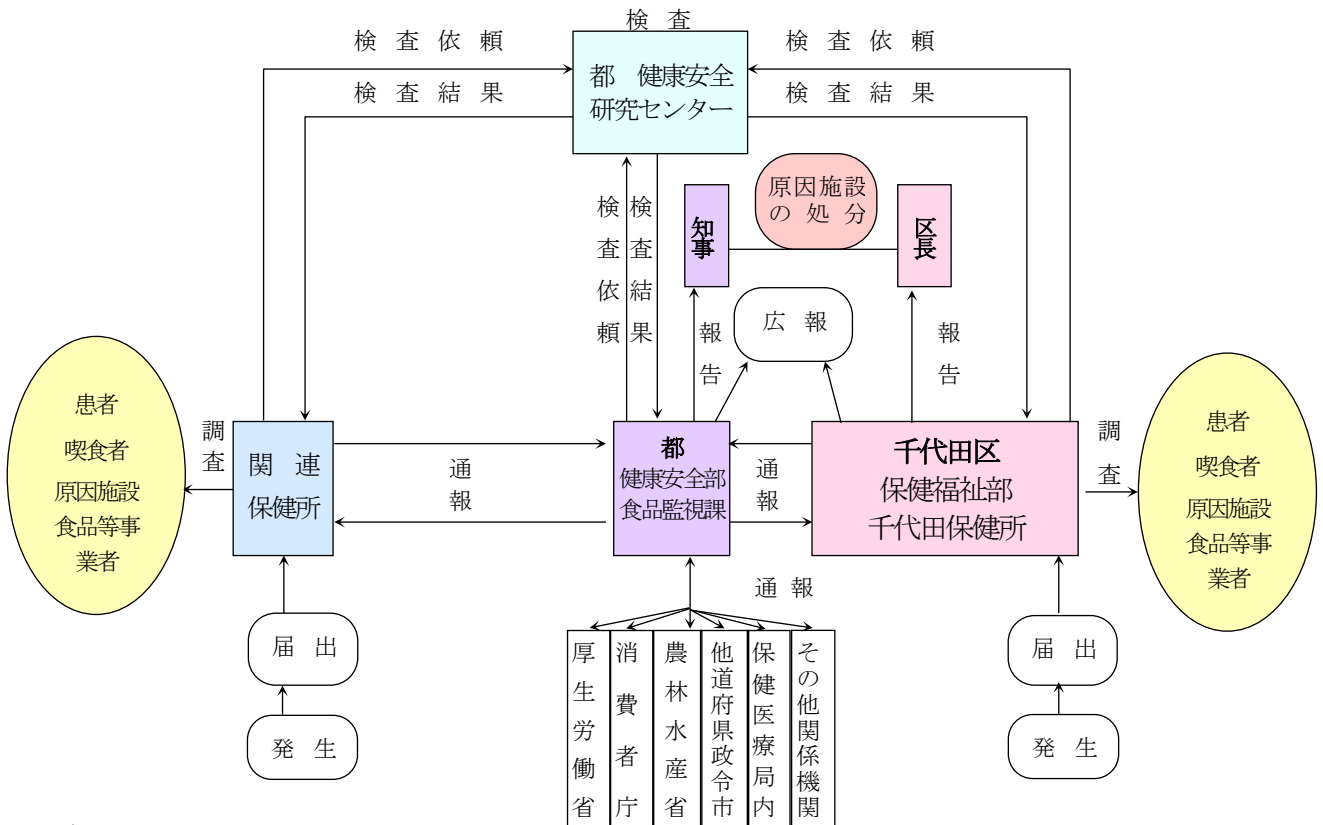 検査
検査依頼
検査依頼
都 健康安全
研究センター
検査結果
検査結果
原因施設
の処分
知事
区長
検査依頼
検査結果
広報
報告
報告
患者
喫食者
原因施設
食品等事
業者
調査
関連
保健所
通報
都
健康安全部
食品監視課
通報
千代田区
保健福祉部
千代田保健所
調査
患者
喫食者
原因施設
食品等事
業者
通報
届出
届出
発生
発生
厚生労働省
消費者庁
農林水産省
他道府県政令市
保健医療局内
その他関係機関